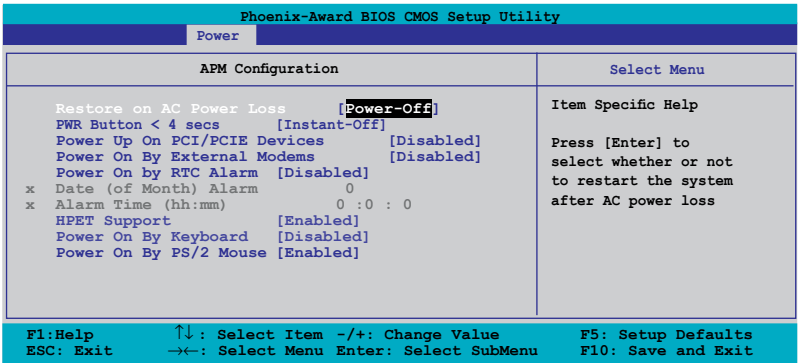 Phoenix-Award BIOS CMOS Setup Utility
Power
APM Configuration
Select Menu
Restore on AC Power Loss [Power-Off]
PWR Button < 4 secs [Instant-Off]
Power Up On PCI/PCIE Devices [Disabled]
Power On By External Modems [Disabled]
Power On by RTC Alarm [Disabled]
x Date (of Month) Alarm 0
x Alarm Time (hh:mm) 0 :0 : 0
HPET Support [Enabled]
Power On By Keyboard [Disabled]
Power On By PS/2 Mouse [Enabled]
Item Specific Help
Press [Enter] to
select whether or not
to restart the system
after AC power loss
F1:Help ↑↓: Select Item -/+: Change Value F5: Setup Defaults
ESC: Exit →←: Select Menu Enter: Select SubMenu F10: Save and Exit